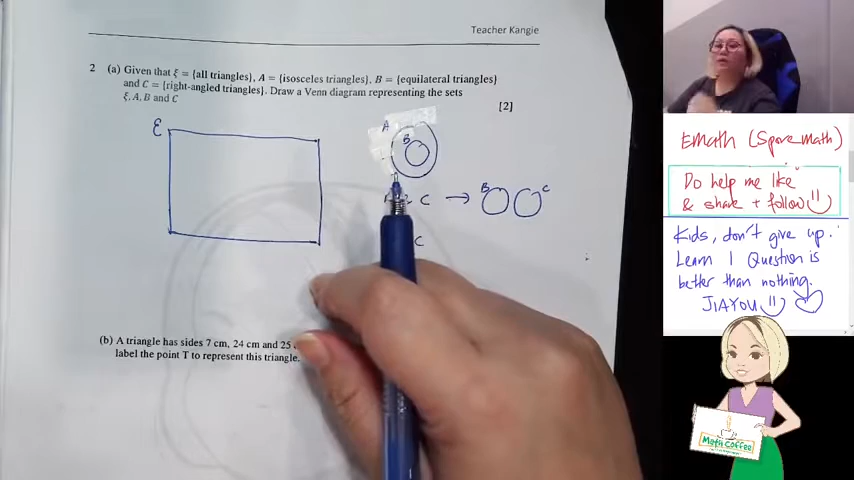 Teacher Kangie
2 (a) Given that ξ = {all triangles}, A = {isosceles triangles}, B = {equilateral triangles}
and C = {right-angled triangles}. Draw a Venn diagram representing the sets
ξ, A, B and C
[2]
ξ
A
B
C → B C
C
(b) A triangle has sides 7 cm, 24 cm and 25
label the point T to represent this triangle.
EMath (Spore math)
Do help me like
& share + follow
Kids, don't give up.
Learn 1 Question is
better than nothing.
JIAYOU
Math Coffee